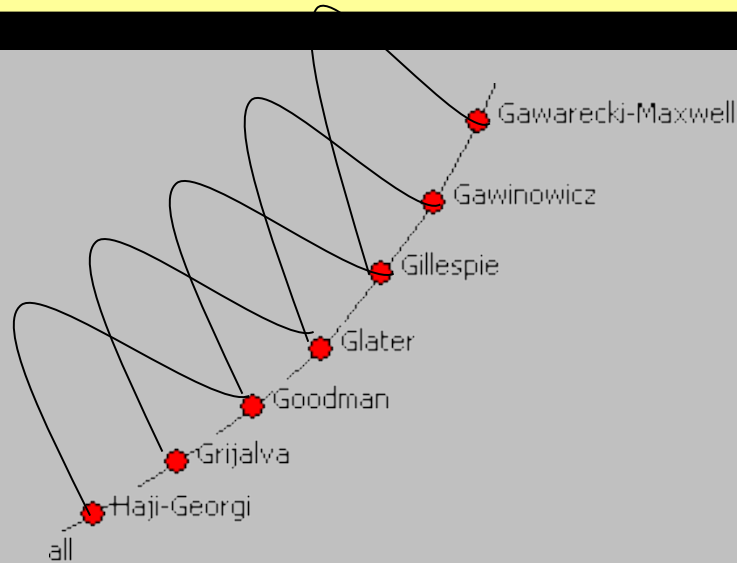 Gawarecki-Maxwell
Gawinowicz
Gillespie
Glater
Goodman
Grijalva
Haji-Georgi
all